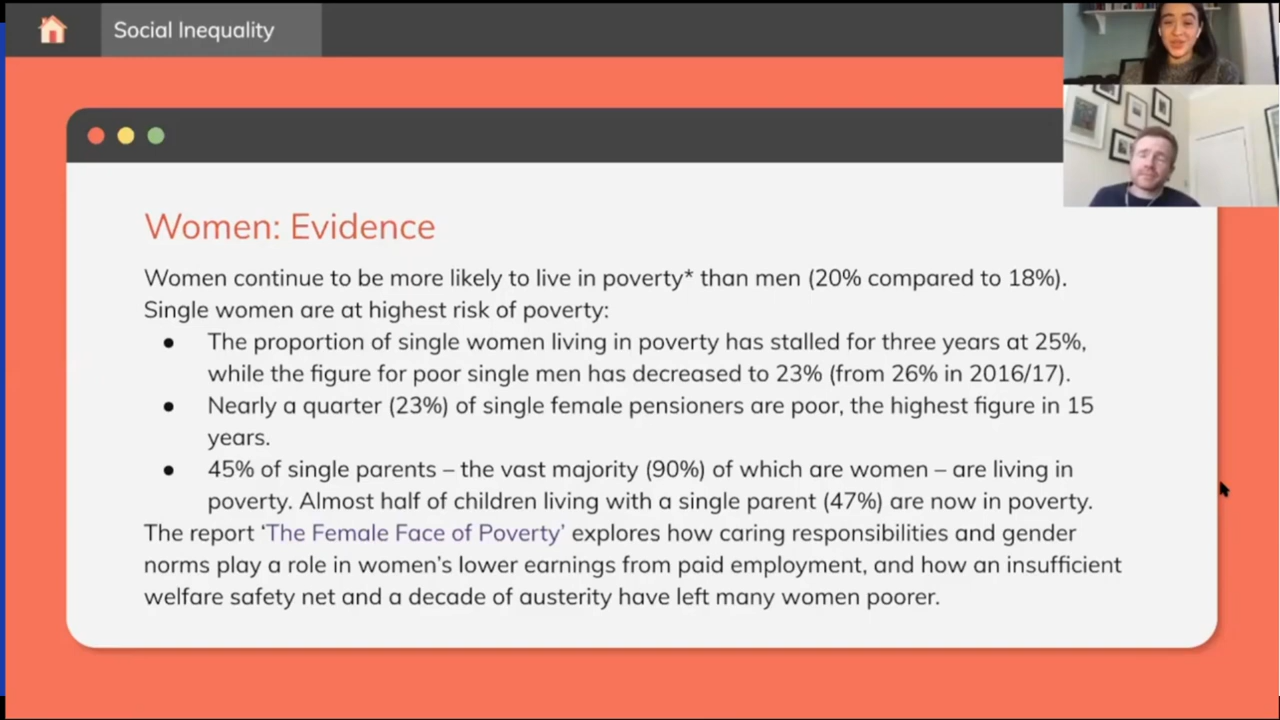 Social Inequality
Women: Evidence
Women continue to be more likely to live in poverty* than men (20% compared to 18%).
Single women are at highest risk of poverty:
● The proportion of single women living in poverty has stalled for three years at 25%,
while the figure for poor single men has decreased to 23% (from 26% in 2016/17).
● Nearly a quarter (23%) of single female pensioners are poor, the highest figure in 15
years.
● 45% of single parents – the vast majority (90%) of which are women – are living in
poverty. Almost half of children living with a single parent (47%) are now in poverty.
The report ‘The Female Face of Poverty’ explores how caring responsibilities and gender
norms play a role in women’s lower earnings from paid employment, and how an insufficient
welfare safety net and a decade of austerity have left many women poorer.